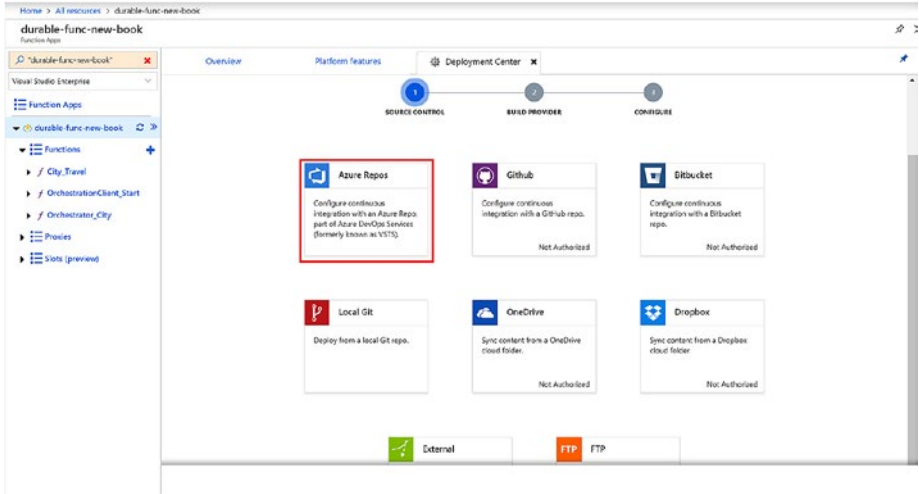 Home > All resources > durable-func-new-book
durable-func-new-book
Function Apps
"durable-func-new-book"
Visual Studio Enterprise
Function Apps
durable-func-new-book
Functions
City_Travel
OrchestrationClient_Start
Orchestrator_City
Proxies
Slots (preview)
Overview
Platform features
Deployment Center
1
2
3
SOURCE CONTROL
BUILD PROVIDER
CONFIGURE
Azure Repos
Configure continuous
integration with an Azure Repo,
part of Azure DevOps Services
(formerly known as VSTS).
Github
Configure continuous
integration with a GitHub repo.
Not Authorized
Bitbucket
Configure continuous
integration with a Bitbucket
repo.
Not Authorized
Local Git
Deploy from a local Git repo.
OneDrive
Sync content from a OneDrive
cloud folder.
Not Authorized
Dropbox
Sync content from a Dropbox
cloud folder
Not Authorized
External
FTP
FTP